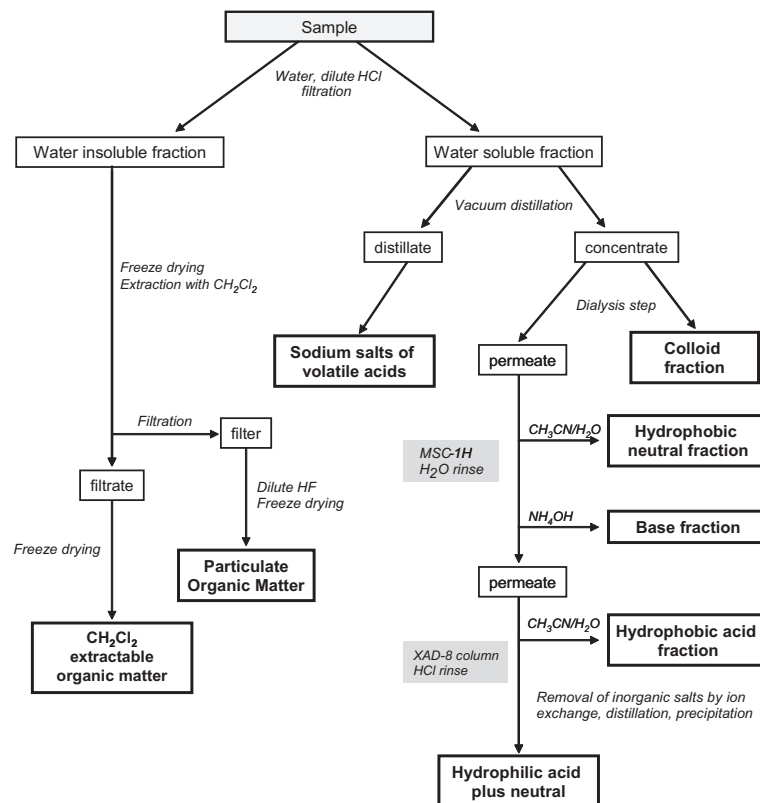 Sample
Water, dilute HCl
filtration
Water insoluble fraction
Water soluble fraction
Vacuum distillation
distillate
concentrate
Freeze drying
Extraction with CH₂Cl₂
Dialysis step
Sodium salts of
volatile acids
permeate
Colloid
fraction
Filtration
filter
CH₃CN/H₂O
Hydrophobic
neutral fraction
MSC-1H
H₂O rinse
filtrate
Dilute HF
Freeze drying
NH₄OH
Base fraction
Freeze drying
Particulate
Organic Matter
permeate
CH₂Cl₂
extractable
organic matter
CH₃CN/H₂O
Hydrophobic acid
fraction
XAD-8 column
HCl rinse
Removal of inorganic salts by ion
exchange, distillation, precipitation
Hydrophilic acid
plus neutral